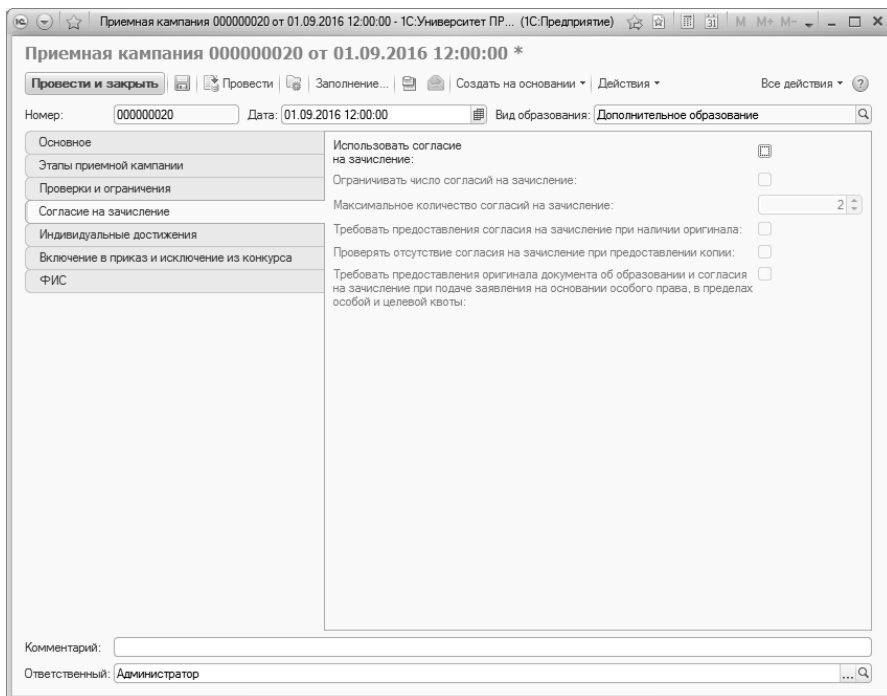 Приемная кампания 000000020 от 01.09.2016 12:00:00 - 1С:Университет ПР... (1С:Предприятие) 31 M M+ M-
Приемная кампания 000000020 от 01.09.2016 12:00:00 *
Провести и закрыть Провести Заполнение... Создать на основании Действия Все действия ?
Номер: 000000020 Дата: 01.09.2016 12:00:00 Вид образования: Дополнительное образование
Основное
Этапы приемной кампании
Проверки и ограничения
Согласие на зачисление
Индивидуальные достижения
Включение в приказ и исключение из конкурса
ФИС
Использовать согласие
на зачисление:
Ограничивать число согласий на зачисление:
Максимальное количество согласий на зачисление: 2
Требовать предоставления согласия на зачисление при наличии оригинала:
Проверять отсутствие согласия на зачисление при предоставлении копии:
Требовать предоставления оригинала документа об образовании и согласия
на зачисление при подаче заявления на основании особого права, в пределах
особой и целевой квоты:
Комментарий:
Ответственный: Администратор ...